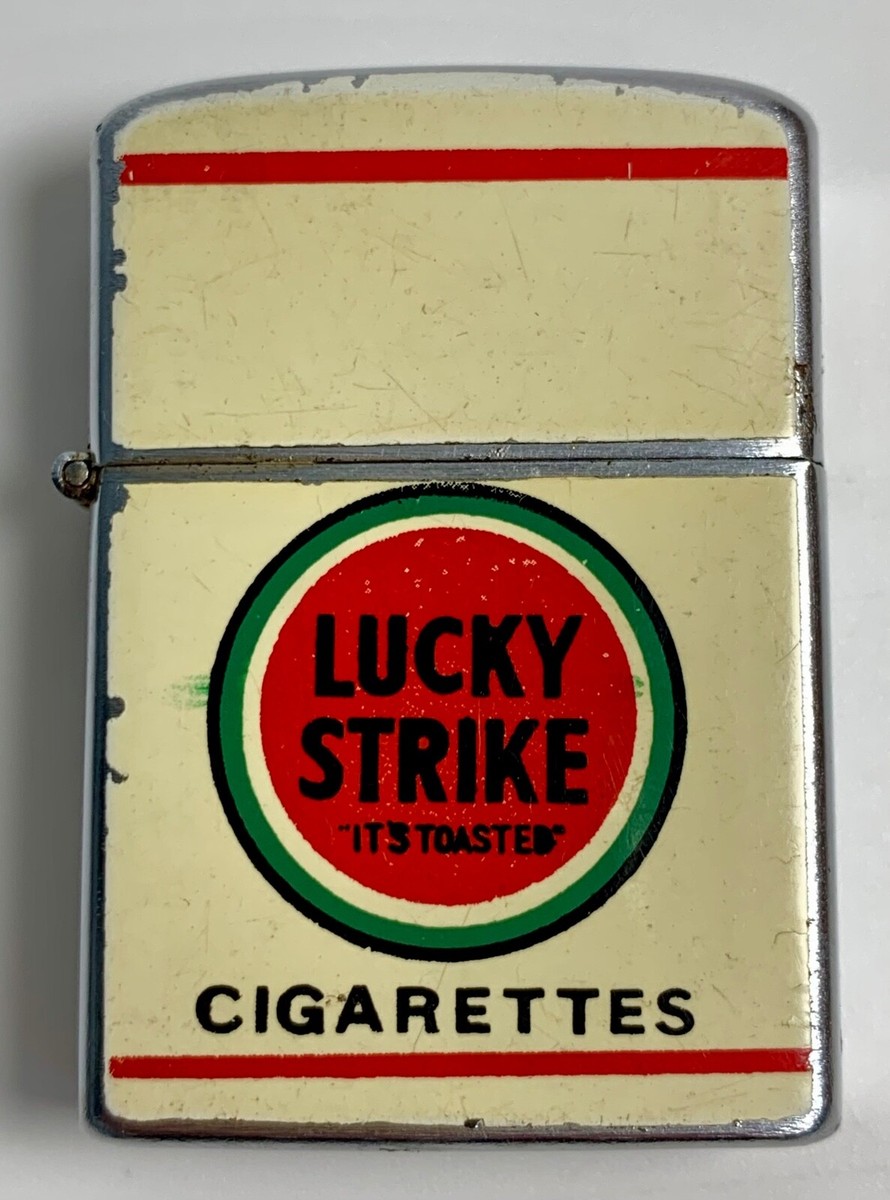 LUCKY
STRIKE
"IT'S TOASTED"
CIGARETTES